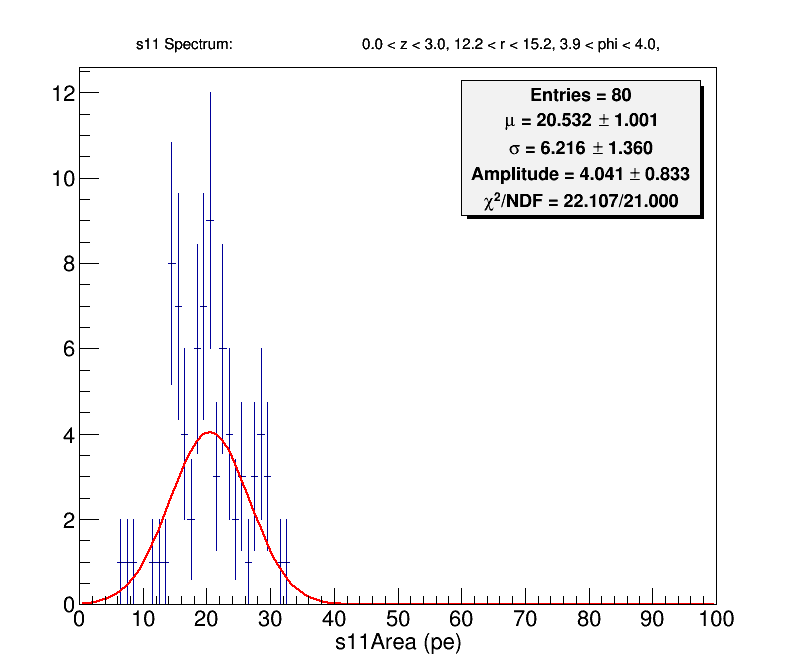 s11 Spectrum: 0.0 < z < 3.0, 12.2 < r < 15.2, 3.9 < phi < 4.0,
Entries = 80
μ = 20.532 ± 1.001
σ = 6.216 ± 1.360
Amplitude = 4.041 ± 0.833
χ²/NDF = 22.107/21.000
12
10
8
6
4
2
0
0 10 20 30 40 50 60 70 80 90 100
s11Area (pe)